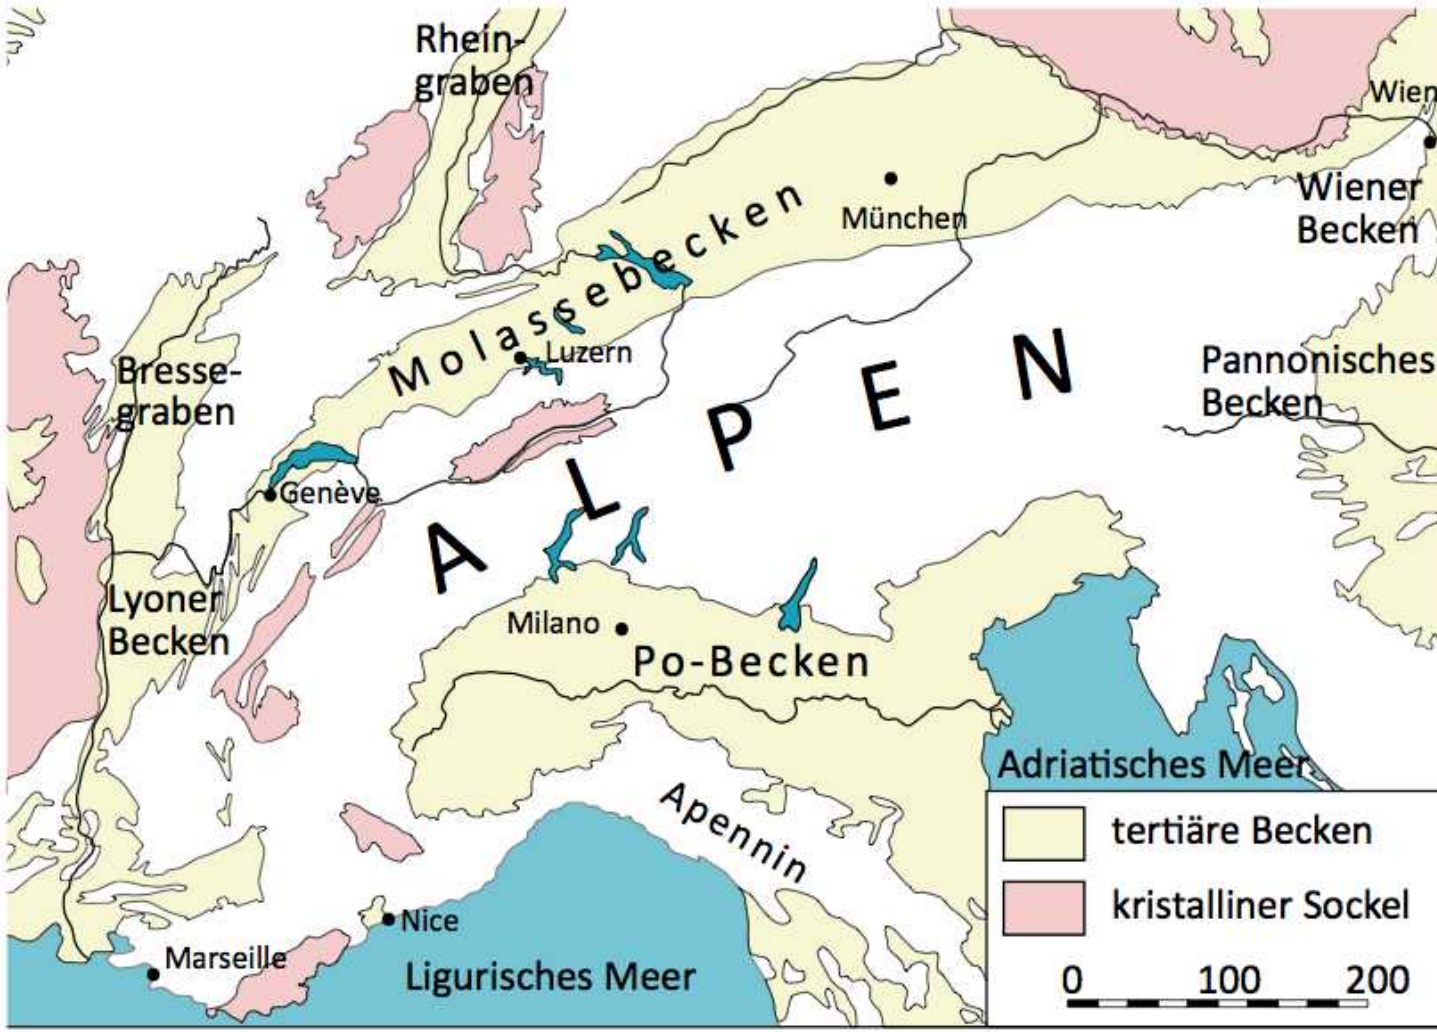 Rhein-
graben
Wien
München
Wiener
Becken
Molassebecken
Luzern
Bresse-
graben
Pannonisches
Becken
ALPEN
Genève
Lyoner
Becken
Milano
Po-Becken
Adriatisches Meer
Apennin
tertiäre Becken
kristalliner Sockel
Nice
Marseille
Ligurisches Meer
0 100 200